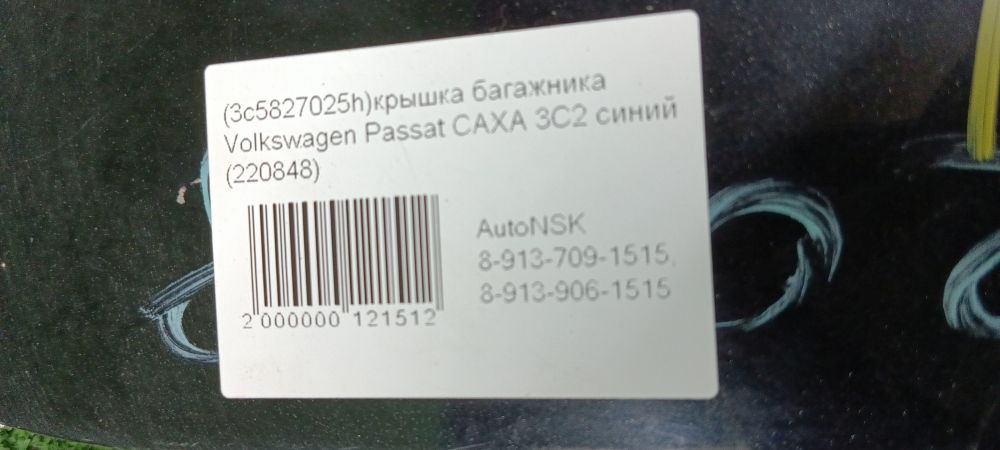 (3c5827025h)крышка багажника
Volkswagen Passat CAXA 3C2 синий
(220848)
AutoNSK
8-913-709-1515,
8-913-906-1515
2 000000 121512